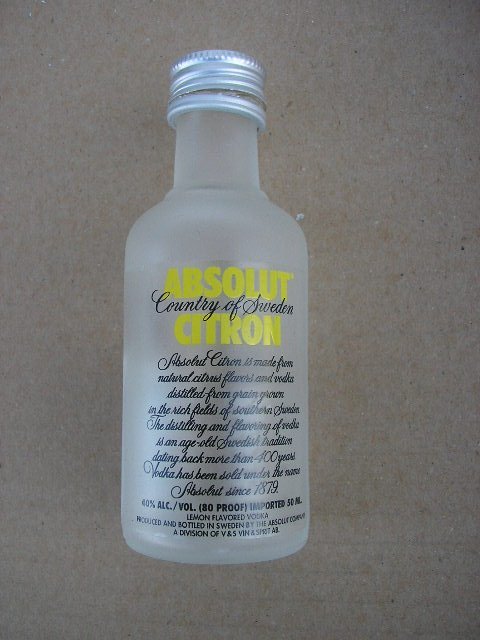 ABSOLUT
Country of Sweden
CITRON
Absolut Citron is made from
natural citrus flavors and vodka
distilled from grain grown
in the rich fields of southern Sweden.
The distilling and flavoring of vodka
is an age-old Swedish tradition
dating back more than 400 years.
Vodka has been sold under the name
Absolut since 1879.
40% ALC./VOL. (80 PROOF) IMPORTED 50 ML.
LEMON FLAVORED VODKA
PRODUCED AND BOTTLED IN SWEDEN BY THE ABSOLUT COMPANY
A DIVISION OF V&S VIN & SPRIT AB.